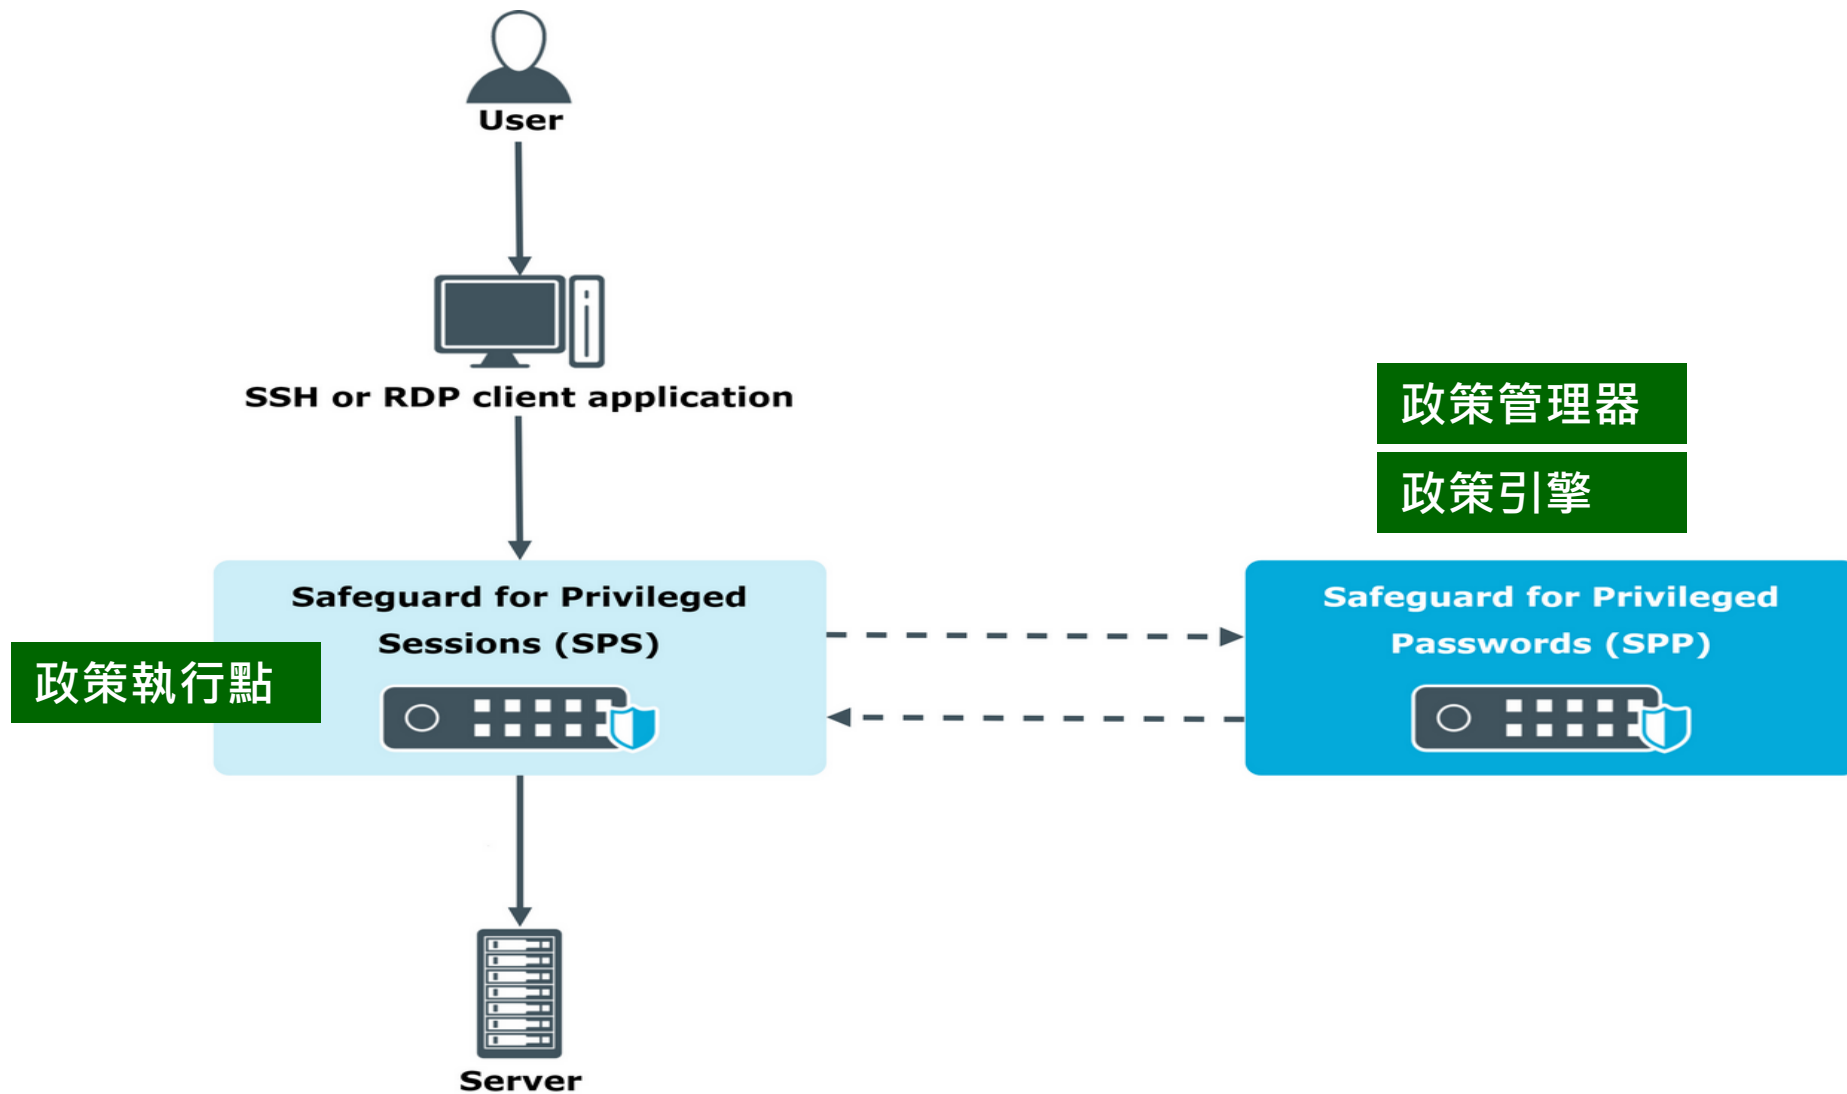 User
SSH or RDP client application
政策管理器
政策引擎
Safeguard for Privileged
Sessions (SPS)
政策執行點
Safeguard for Privileged
Passwords (SPP)
Server